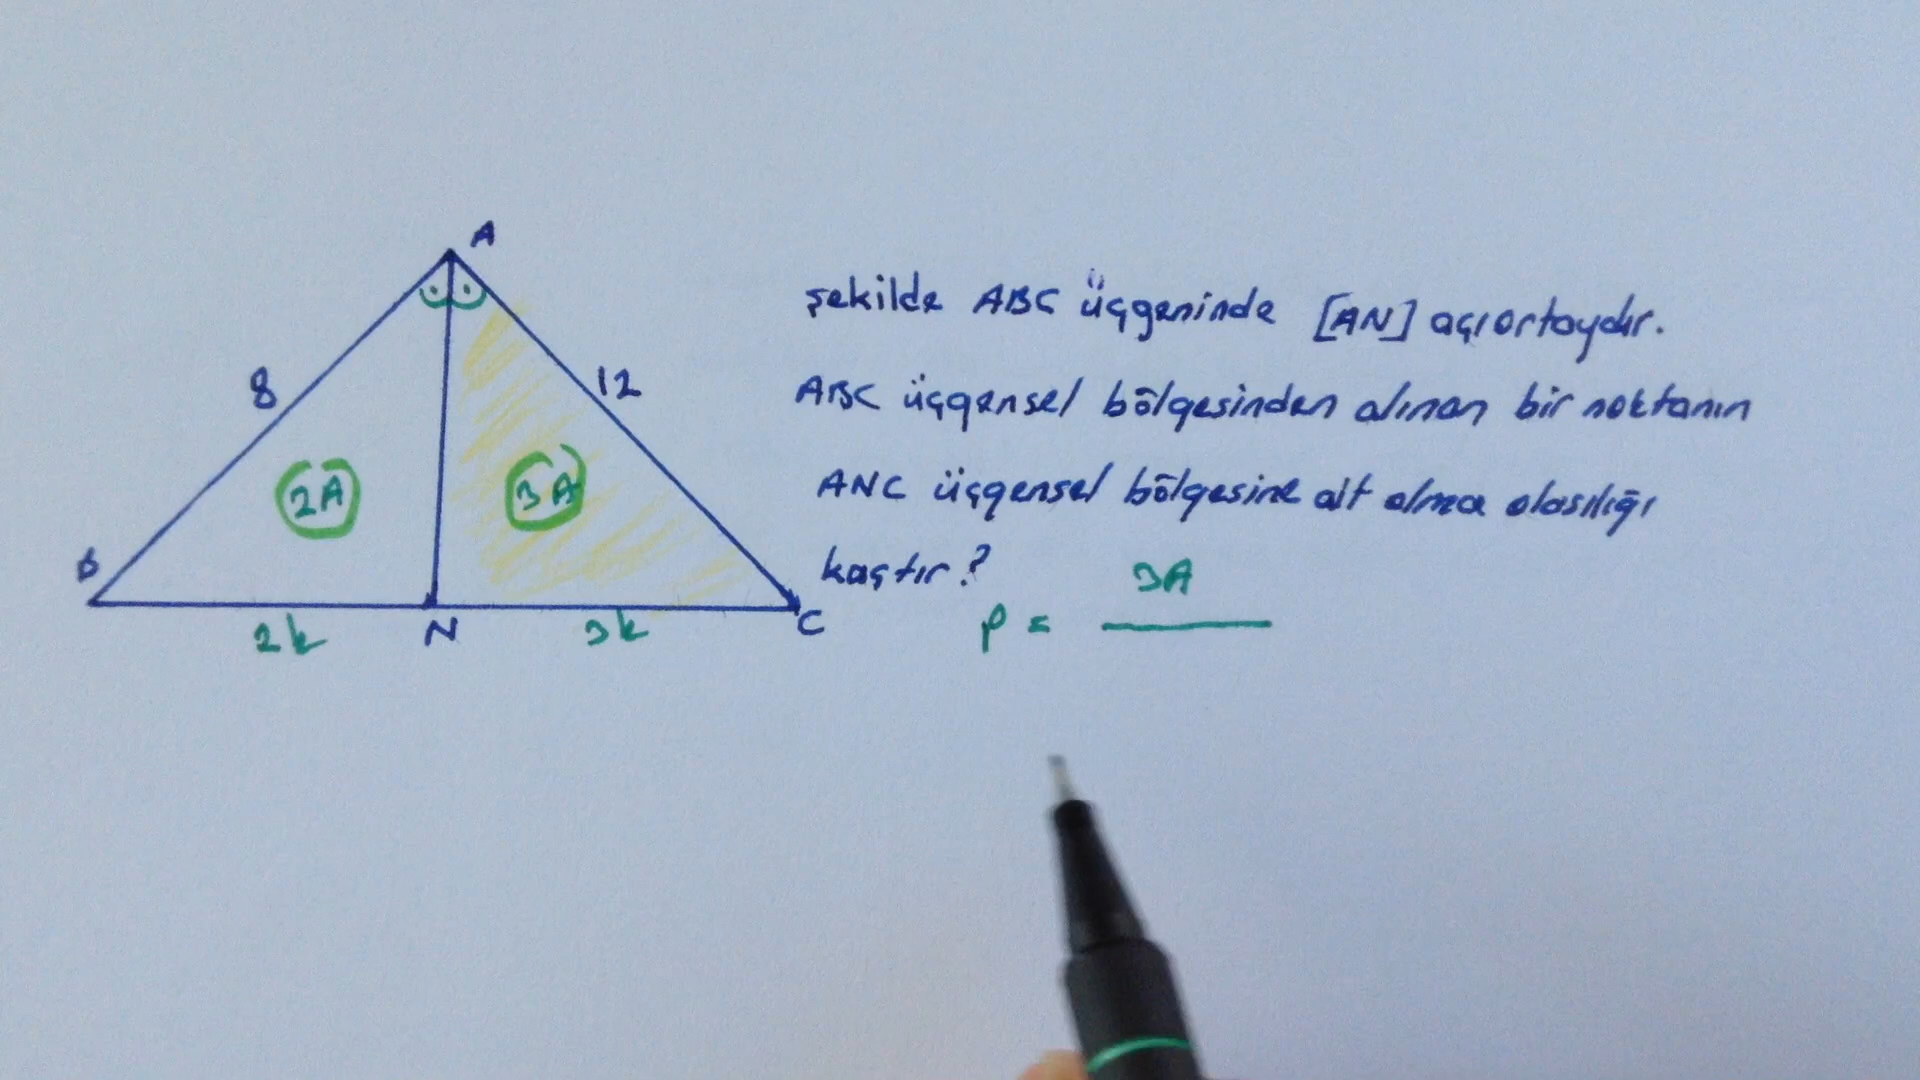 A
8
12
2A
3A
B
N
C
2k
3k
şekilde ABC üçgeninde [AN] açıortaydır.
ABC üçgensel bölgesinden alınan bir noktanın
ANC üçgensel bölgesine ait olma olasılığı
kaçtır?
3A
P =